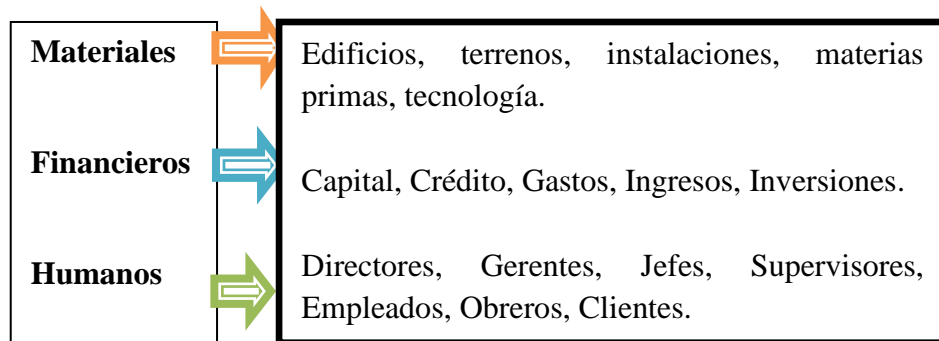 Materiales
Edificios, terrenos, instalaciones, materias
primas, tecnología.
Financieros
Capital, Crédito, Gastos, Ingresos, Inversiones.
Humanos
Directores, Gerentes, Jefes, Supervisores,
Empleados, Obreros, Clientes.